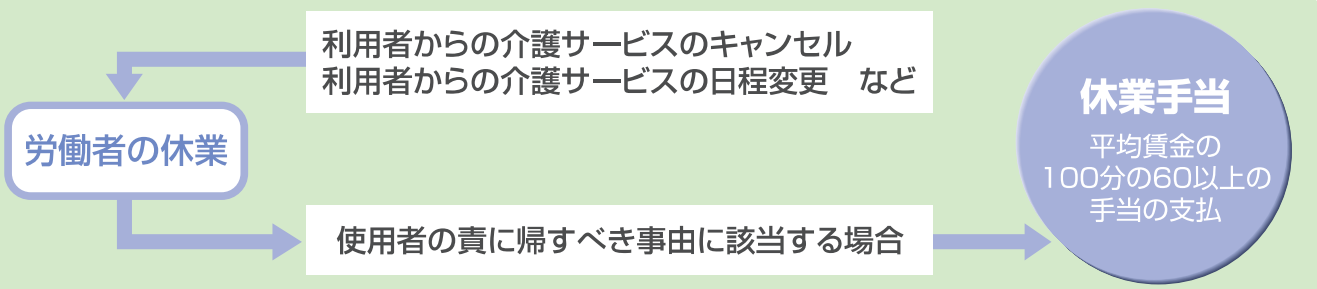 利用者からの介護サービスのキャンセル
利用者からの介護サービスの日程変更　など
労働者の休業
使用者の責に帰すべき事由に該当する場合
休業手当
平均賃金の
100分の60以上の
手当の支払